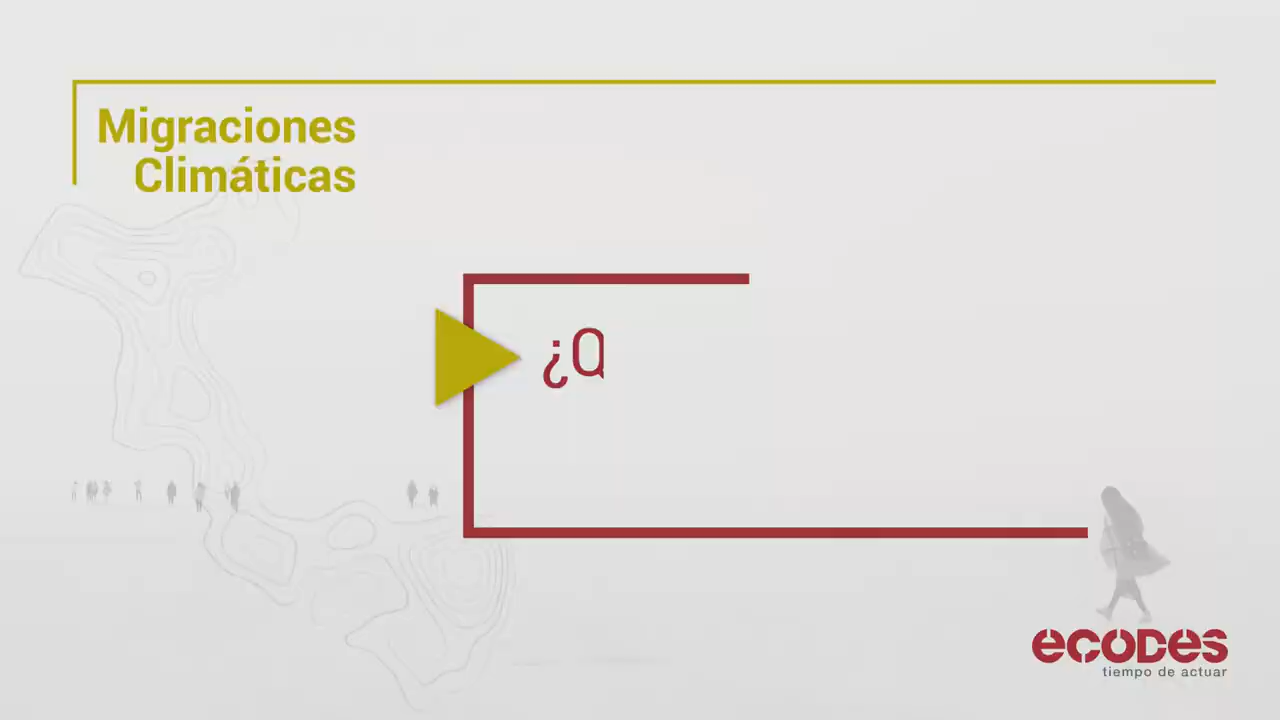 Migraciones
Climáticas
¿Q
ecodes
tiempo de actuar